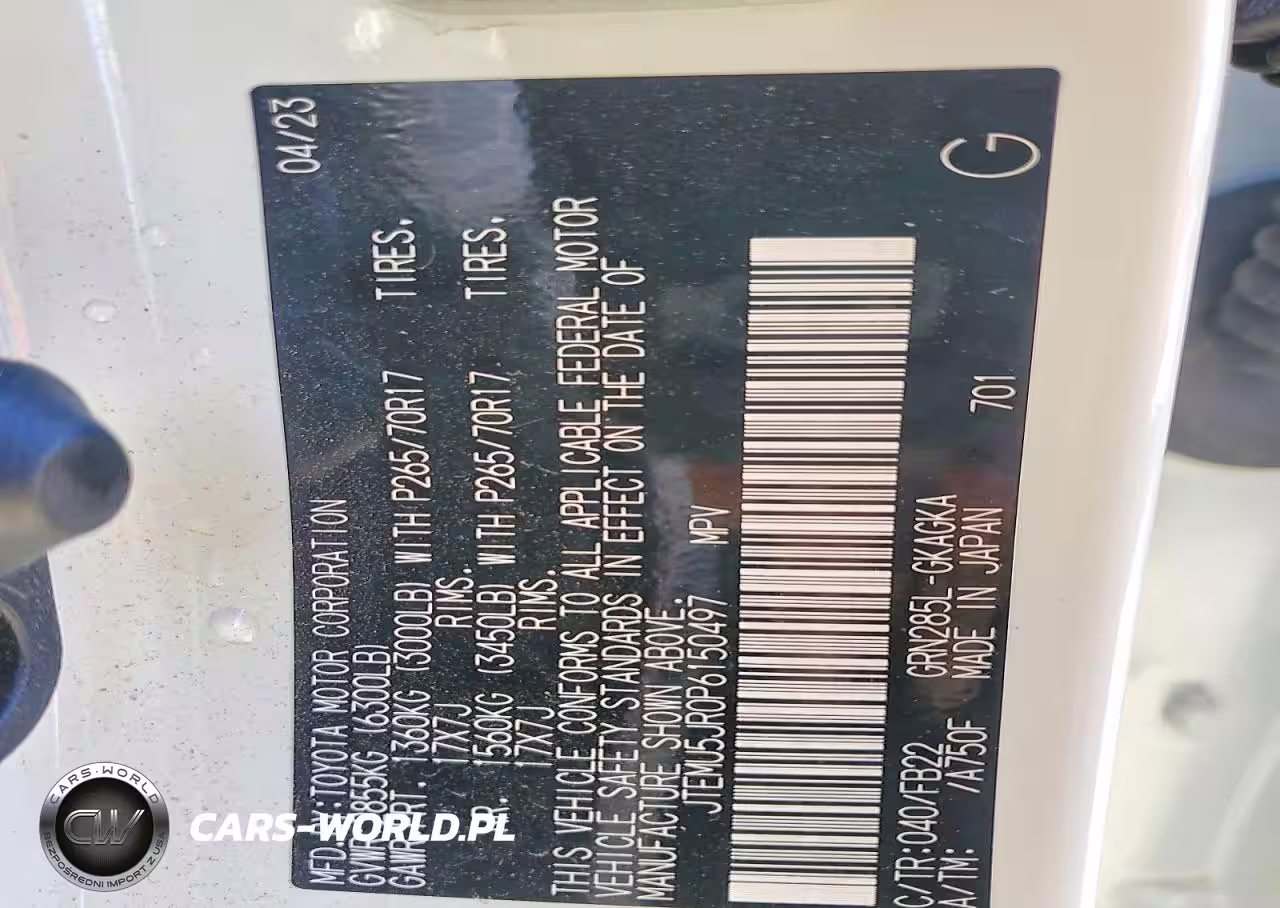 MFD. TOYOTA MOTOR CORPORATION 04/23
GVWR 2855KG (6300LB)
GAWR FRT. 1360KG (3000LB) WITH P265/70R17 TIRES.
17X7J RIMS.
RR. 1560KG (3450LB) WITH P265/70R17 TIRES.
17X7J RIMS.
THIS VEHICLE CONFORMS TO ALL APPLICABLE FEDERAL MOTOR
VEHICLE SAFETY STANDARDS IN EFFECT ON THE DATE OF
MANUFACTURE SHOWN ABOVE.
JTEMU5JR0P6150497 MPV
C/TR:040/FB22 GRN285L-GKAGKA
A/TM: /A750F MADE IN JAPAN 701
G
CARS-WORLD
CW
BEZPOŚREDNI IMPORT Z USA
CARS-WORLD.PL